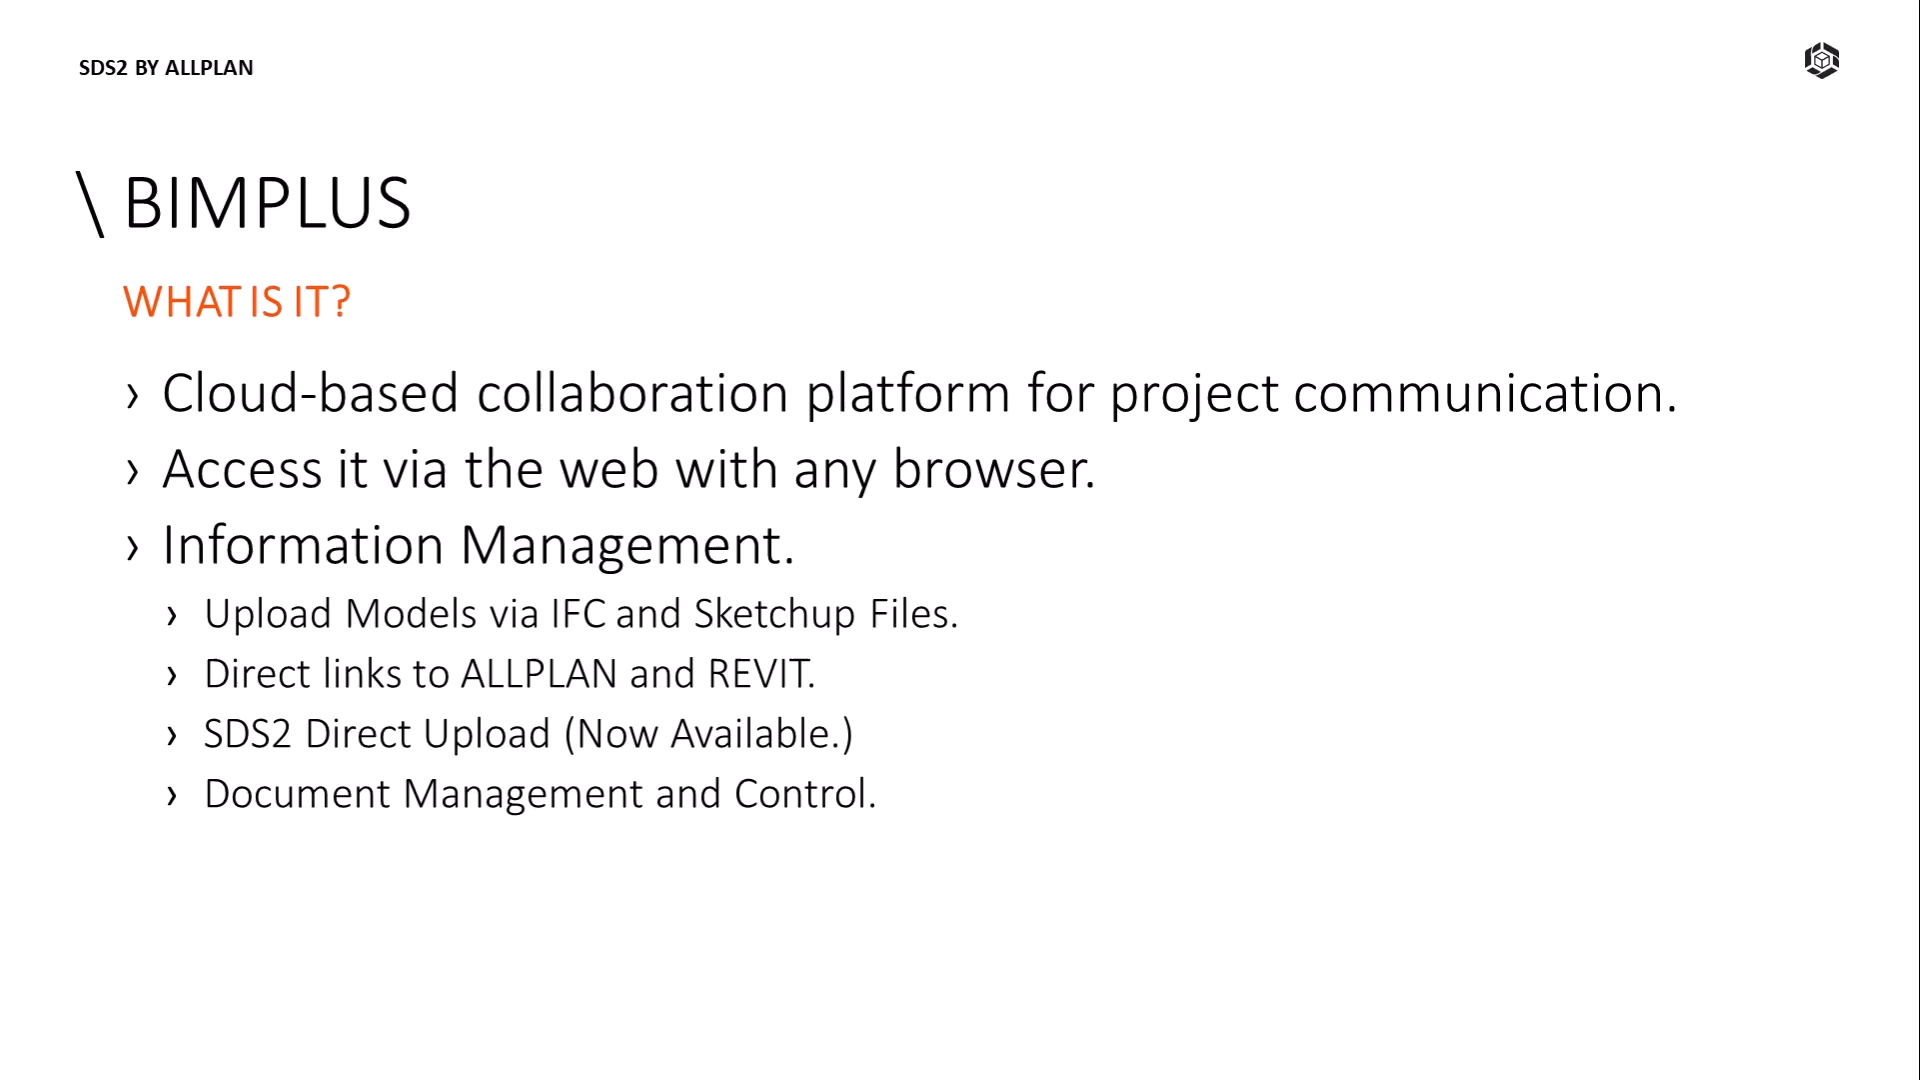 SDS2 BY ALLPLAN
\ BIMPLUS
WHAT IS IT?
› Cloud-based collaboration platform for project communication.
› Access it via the web with any browser.
› Information Management.
› Upload Models via IFC and Sketchup Files.
› Direct links to ALLPLAN and REVIT.
› SDS2 Direct Upload (Now Available.)
› Document Management and Control.